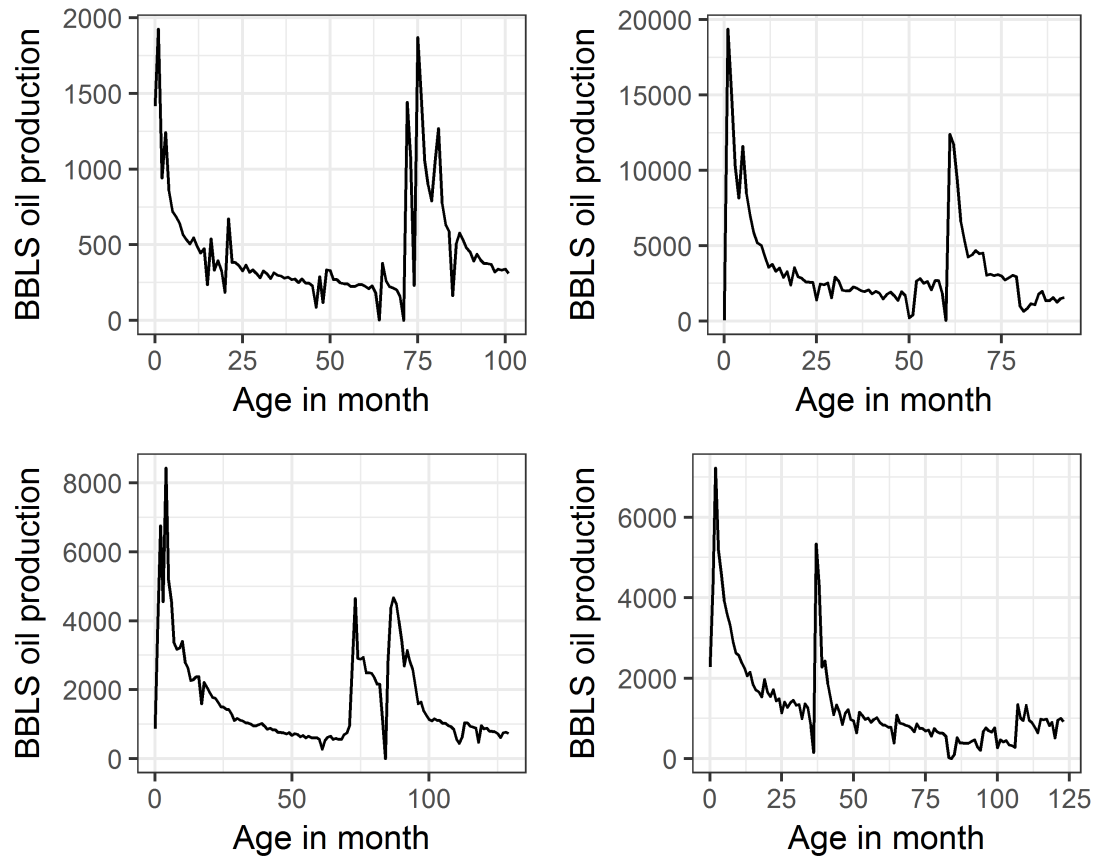 BBLS oil production
2000
1500
1000
500
0
0 25 50 75 100
Age in month
BBLS oil production
20000
15000
10000
5000
0
0 25 50 75
Age in month
BBLS oil production
8000
6000
4000
2000
0
0 50 100
Age in month
BBLS oil production
6000
4000
2000
0
0 25 50 75 100 125
Age in month